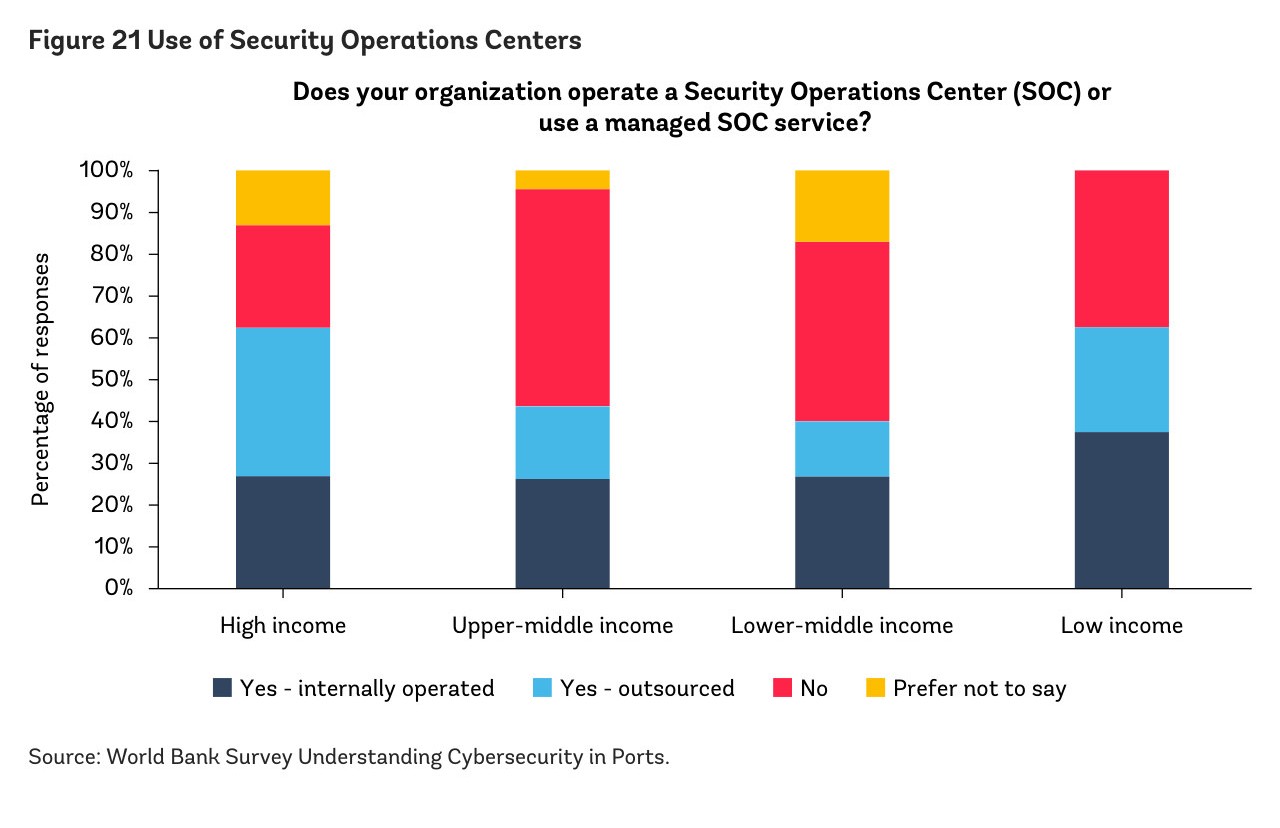 Figure 21 Use of Security Operations Centers
Does your organization operate a Security Operations Center (SOC) or
use a managed SOC service?
Percentage of responses
100%
90%
80%
70%
60%
50%
40%
30%
20%
10%
0%
High income
Upper-middle income
Lower-middle income
Low income
Yes - internally operated
Yes - outsourced
No
Prefer not to say
Source: World Bank Survey Understanding Cybersecurity in Ports.